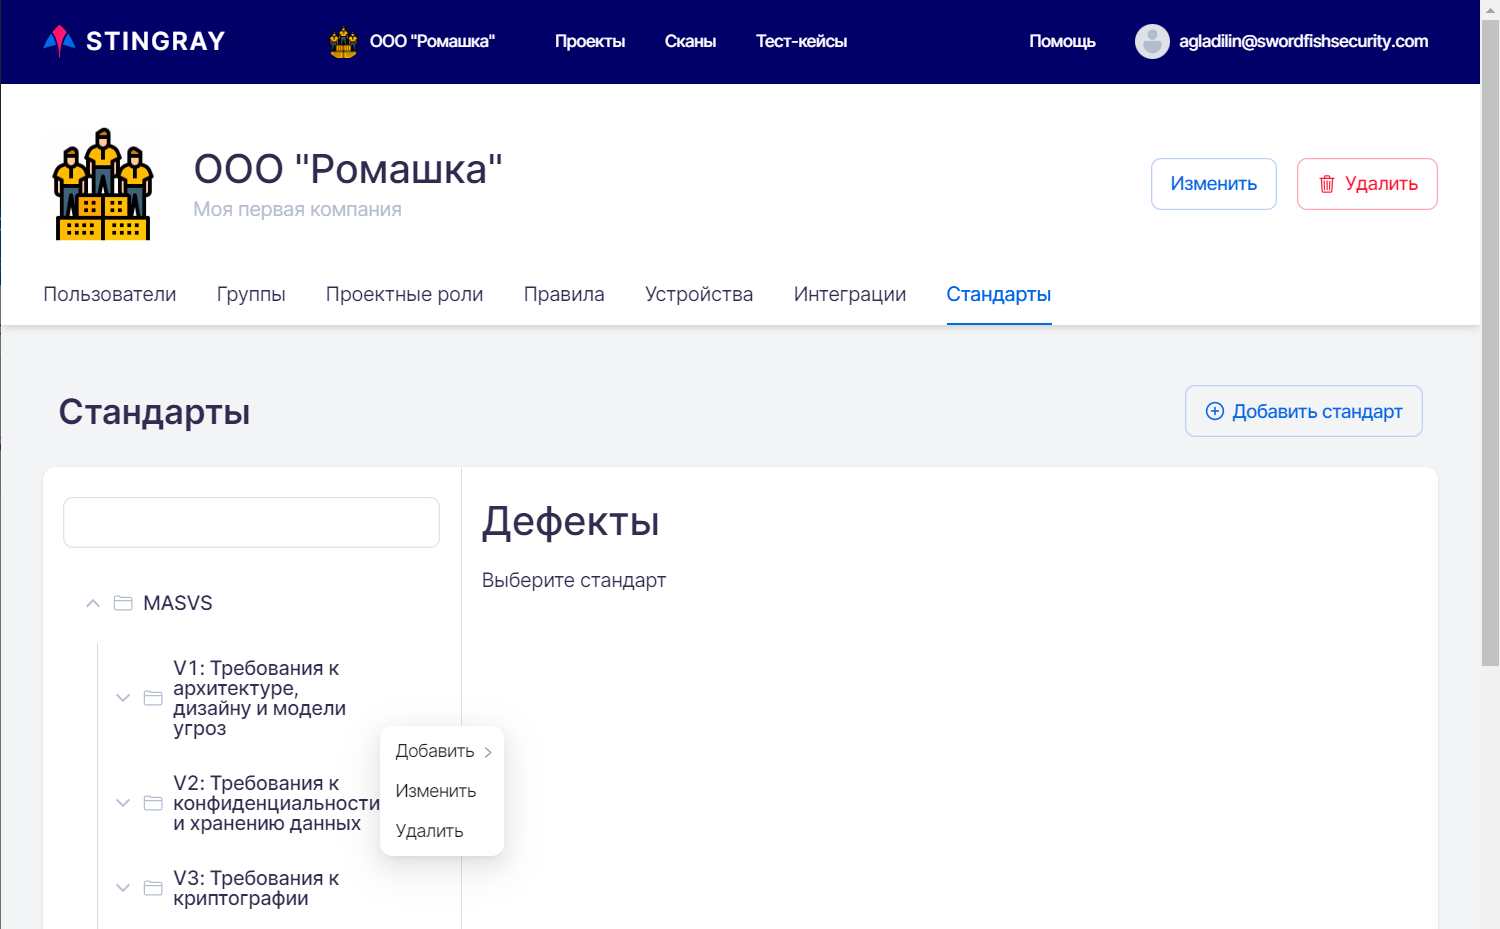 STINGRAY
ООО "Ромашка"
Проекты
Сканы
Тест-кейсы
Помощь
agladilin@swordfishsecurity.com
ООО "Ромашка"
Моя первая компания
Изменить
Удалить
Пользователи
Группы
Проектные роли
Правила
Устройства
Интеграции
Стандарты
Стандарты
Добавить стандарт
Дефекты
Выберите стандарт
MASVS
V1: Требования к
архитектуре,
дизайну и модели
угроз
V2: Требования к
конфиденциальности
и хранению данных
V3: Требования к
криптографии
Добавить
Изменить
Удалить